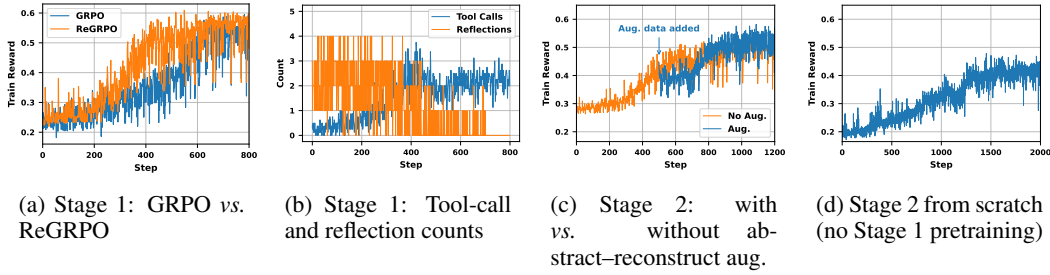 0.6
0.5
0.4
0.3
0.2
Train Reward
GRPO
ReGRPO
0 200 400 600 800
Step
5
4
3
2
1
0
Count
Tool Calls
Reflections
0 200 400 600 800
Step
0.6
0.5
0.4
0.3
0.2
Train Reward
Aug. data added
No Aug.
Aug.
0 200 400 600 800 1000 1200
Step
0.6
0.5
0.4
0.3
0.2
Train Reward
0 500 1000 1500 2000
Step
(a) Stage 1: GRPO vs.
ReGRPO
(b) Stage 1: Tool-call
and reflection counts
(c) Stage 2: with
vs. without ab-
stract–reconstruct aug.
(d) Stage 2 from scratch
(no Stage 1 pretraining)